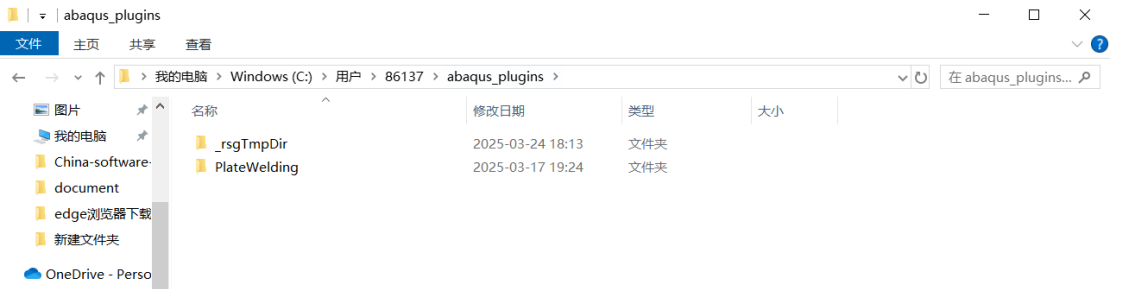 abaqus_plugins
文件 主页 共享 查看
我的电脑 Windows (C:) 用户 86137 abaqus_plugins 在 abaqus_plugins...
图片 名称 修改日期 类型 大小
我的电脑 _rsgTmpDir 2025-03-24 18:13 文件夹
China-software- PlateWelding 2025-03-17 19:24 文件夹
document
edge浏览器下载
新建文件夹
OneDrive - Perso